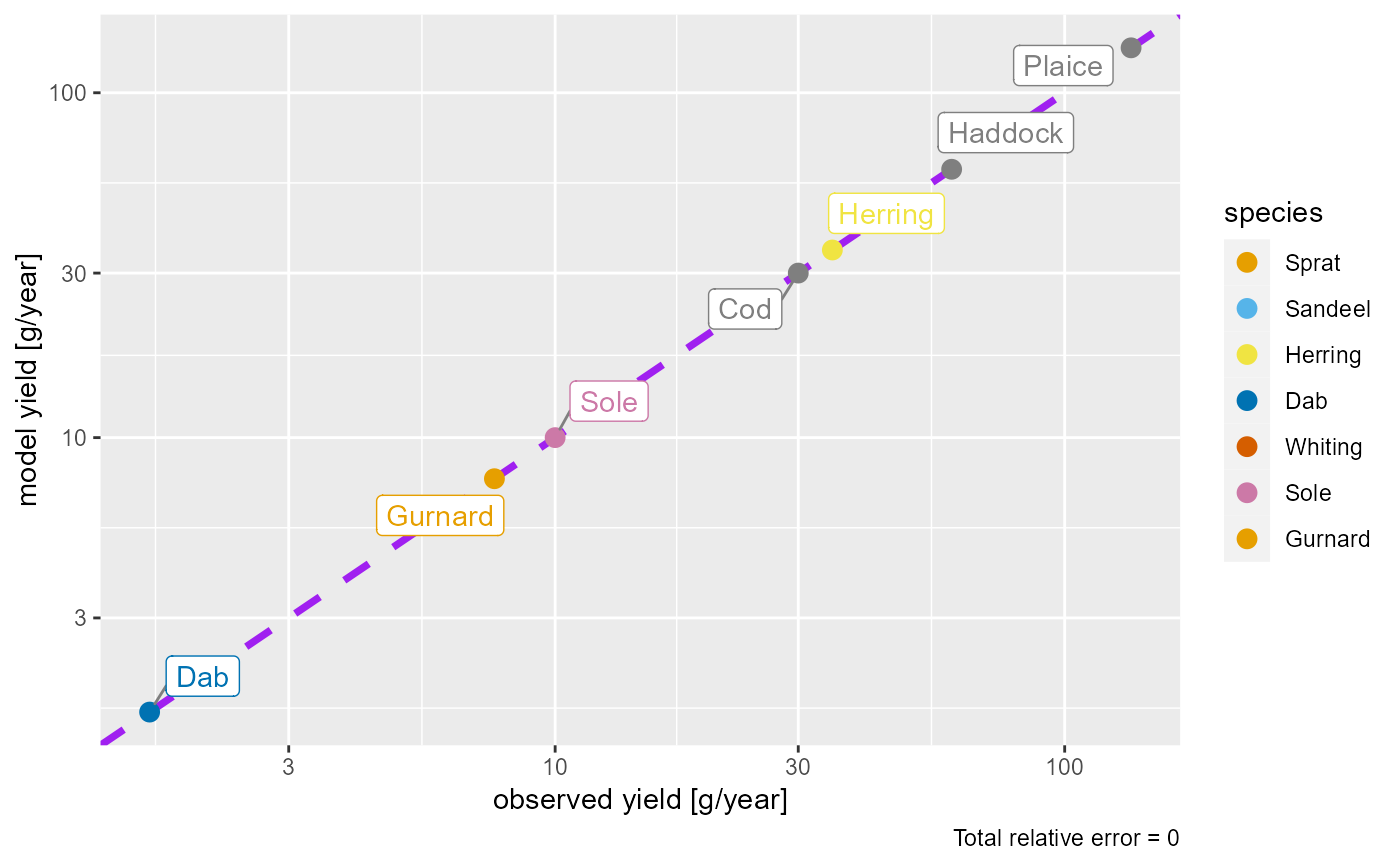 100
30
10
3
model yield [g/year]
Plaice
Haddock
Herring
Cod
Sole
Gurnard
Dab
3
10
30
100
observed yield [g/year]
Total relative error = 0
species
Sprat
Sandeel
Herring
Dab
Whiting
Sole
Gurnard